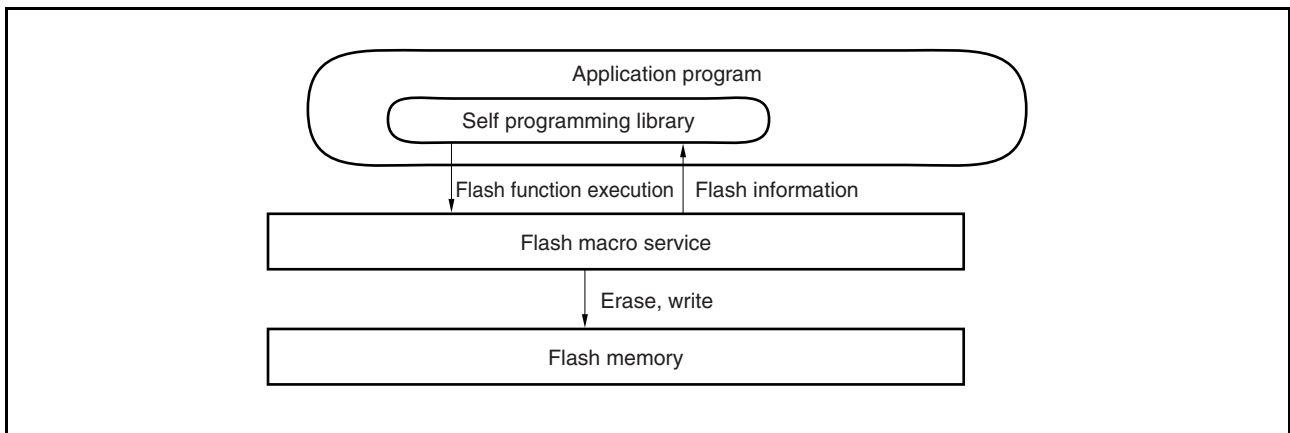 Application program
Self programming library
Flash function execution
Flash information
Flash macro service
Erase, write
Flash memory